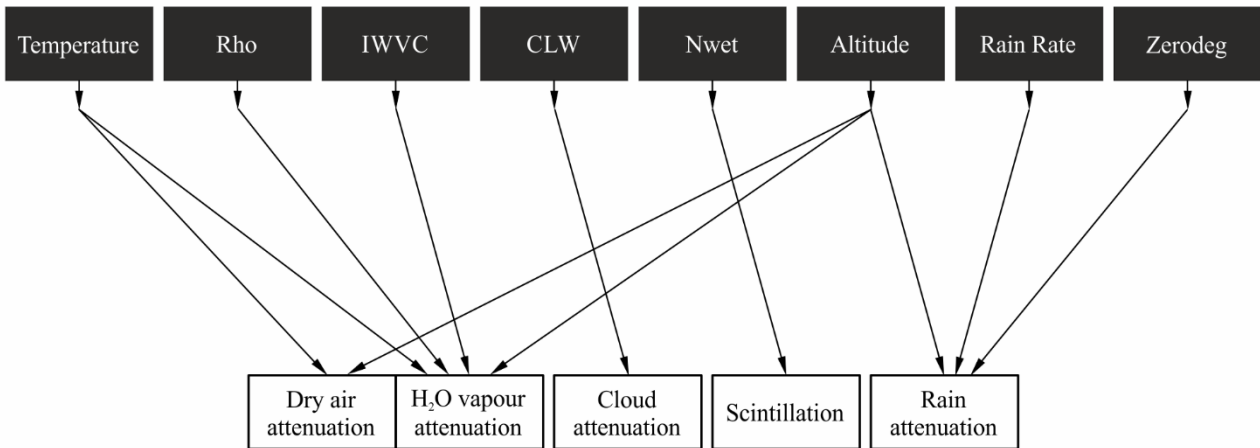 Temperature
Rho
IWVC
CLW
Nwet
Altitude
Rain Rate
Zerodeg
Dry air
attenuation
H₂O vapour
attenuation
Cloud
attenuation
Scintillation
Rain
attenuation